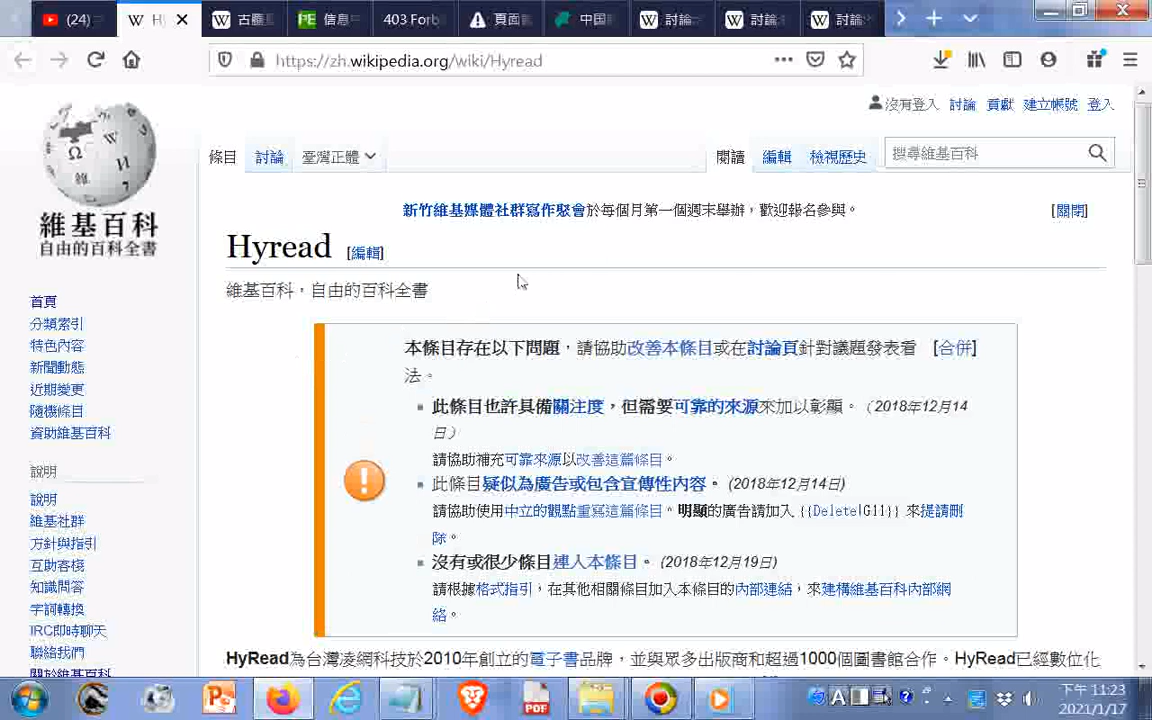 (24)
W H
W 古騰
PE 信息
403 Forb
頁面
中国
W 討論
W 討論
W 討論
https://zh.wikipedia.org/wiki/Hyread
沒有登入 討論 貢獻 建立帳號 登入
條目 討論 臺灣正體
閱讀 編輯 檢視歷史
搜尋維基百科
維基百科
自由的百科全書
新竹維基媒體社群寫作聚會於每個月第一個週末舉辦，歡迎報名參與。
[關閉]
Hyread [編輯]
維基百科，自由的百科全書
首頁
分類索引
特色內容
新聞動態
近期變更
隨機條目
資助維基百科
說明
說明
維基社群
方針與指引
互助客棧
知識問答
字詞轉換
IRC即時聊天
聯絡我們
關於維基百科
本條目存在以下問題，請協助改善本條目或在討論頁針對議題發表看 [合併]
法。
此條目也許具備關注度，但需要可靠的來源來加以彰顯。（2018年12月14
日）
請協助補充可靠來源以改善這篇條目。
此條目疑似為廣告或包含宣傳性內容。 (2018年12月14日)
請協助使用中立的觀點重寫這篇條目。明顯的廣告請加入 {{Delete|G11}} 來提請刪
除。
沒有或很少條目連入本條目。 (2018年12月19日)
請根據格式指引，在其他相關條目加入本條目的內部連結，來建構維基百科內部網
絡。
HyRead為台灣凌網科技於2010年創立的電子書品牌，並與眾多出版商和超過1000個圖書館合作。HyRead已經數位化
PDF
A
下午 11:23
2021/1/17